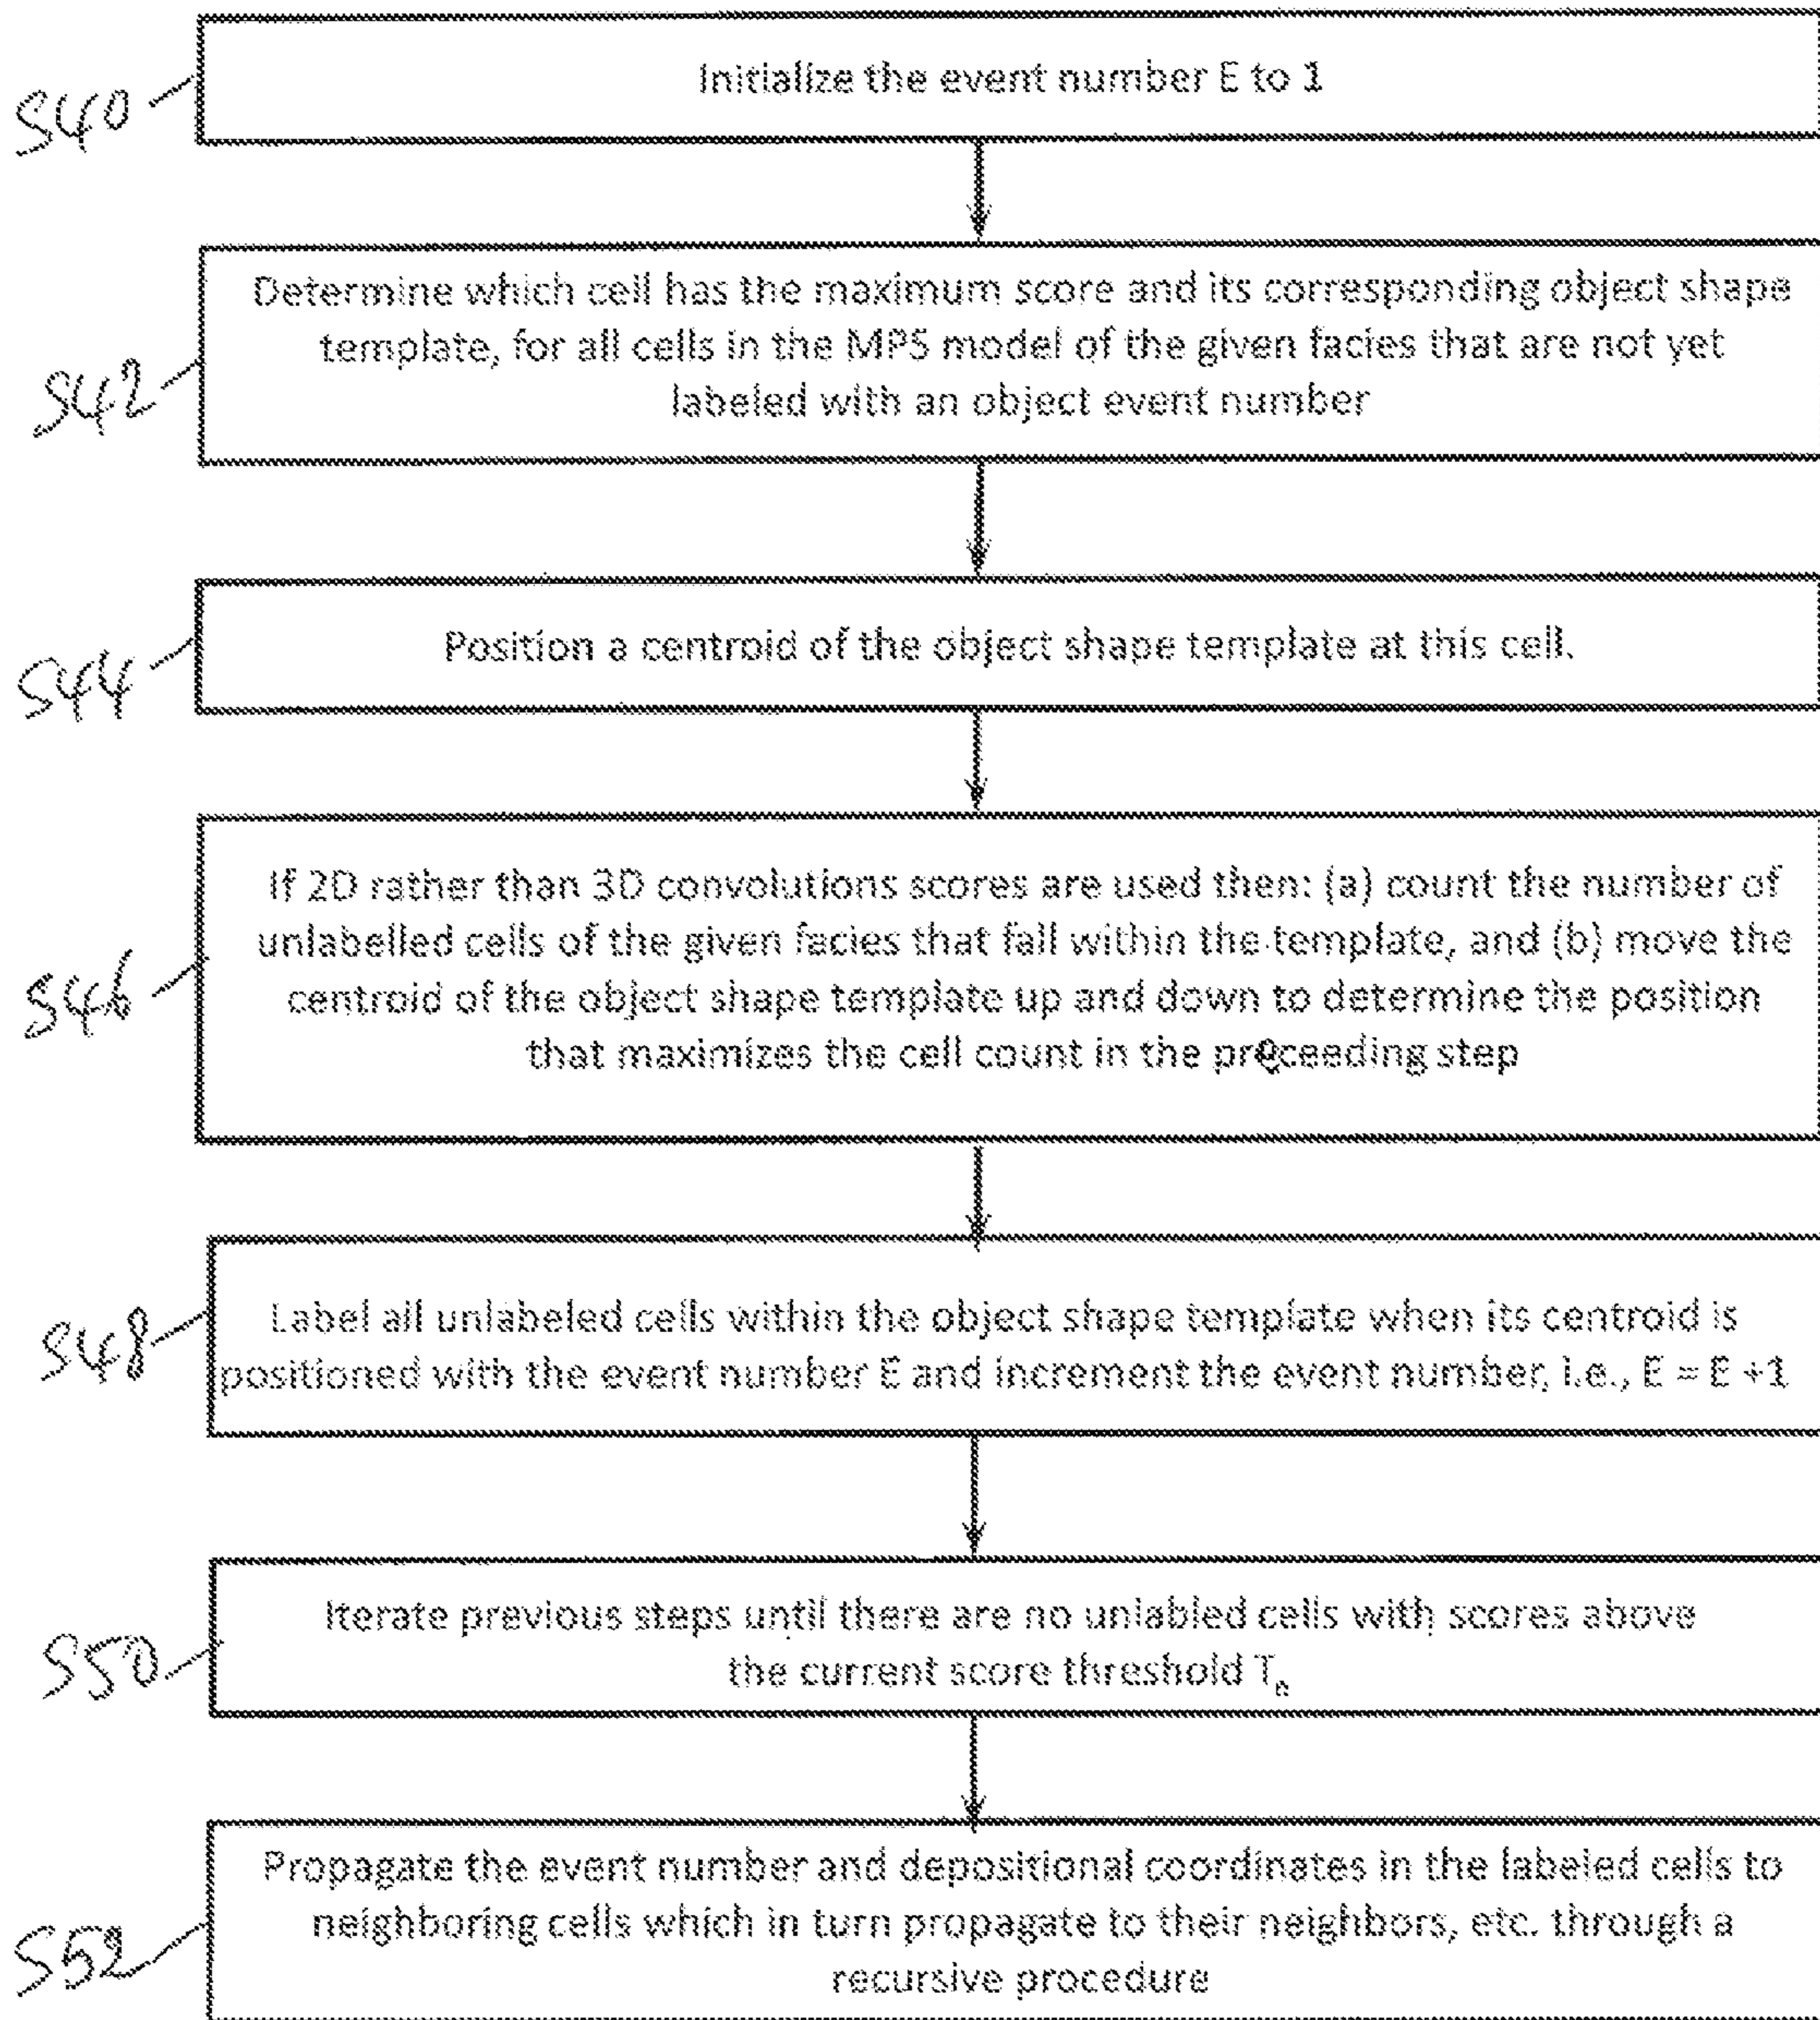 S40
Initialize the event number E to 1
S42
Determine which cell has the maximum score and its corresponding object shape
template, for all cells in the MPS model of the given facies that are not yet
labeled with an object event number
S44
Position a centroid of the object shape template at this cell.
S46
If 2D rather than 3D convolutions scores are used then: (a) count the number of
unlabelled cells of the given facies that fall within the template, and (b) move the
centroid of the object shape template up and down to determine the position
that maximizes the cell count in the preceeding step
S48
Label all unlabeled cells within the object shape template when its centroid is
positioned with the event number E and increment the event number, i.e., E = E +1
S50
Iterate previous steps until there are no unlabled cells with scores above
the current score threshold Tₙ
S52
Propagate the event number and depositional coordinates in the labeled cells to
neighboring cells which in turn propagate to their neighbors, etc. through a
recursive procedure